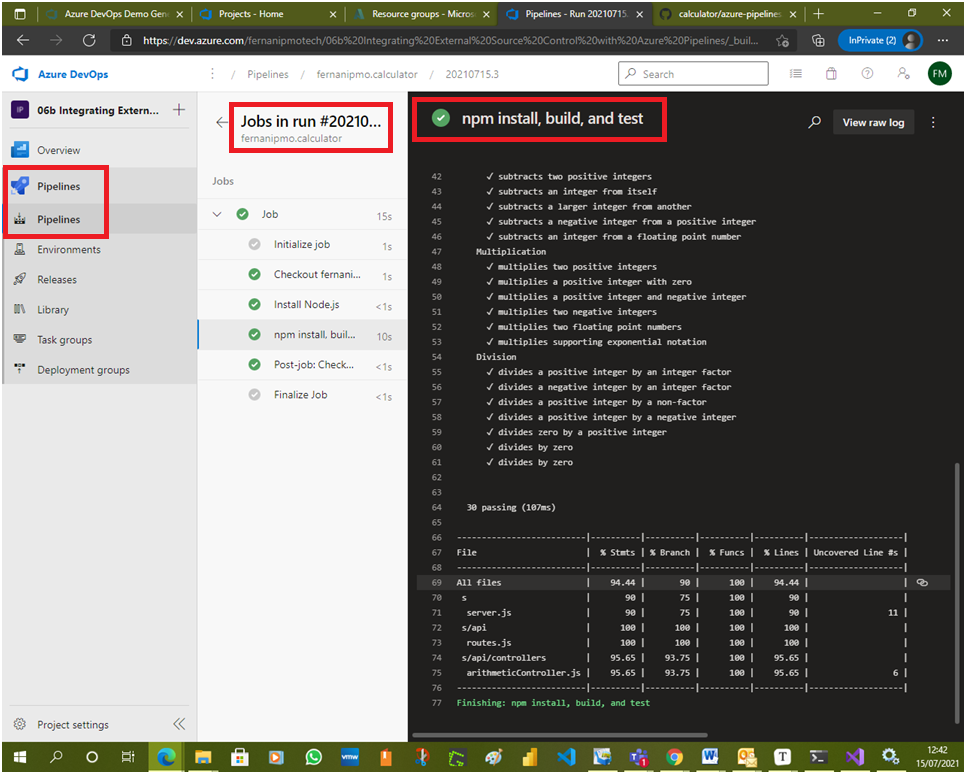 Azure DevOps Demo Gene
Projects - Home
Resource groups - Micros
Pipelines - Run 20210715.
calculator/azure-pipelines
https://dev.azure.com/fernanipmotech/06b%20Integrating%20External%20Source%20Control%20with%20Azure%20Pipelines/_buil...
InPrivate (2)
Azure DevOps
/ Pipelines / fernanipmo.calculator / 20210715.3
Search
FM
IP
06b Integrating Extern...
Overview
Pipelines
Pipelines
Environments
Releases
Library
Task groups
Deployment groups
Project settings
Jobs in run #20210...
fernanipmo.calculator
Jobs
Job 15s
Initialize job 1s
Checkout fernani... 1s
Install Node.js <1s
npm install, buil... 10s
Post-job: Check... <1s
Finalize Job <1s
npm install, build, and test
View raw log
42 ✓ subtracts two positive integers
43 ✓ subtracts an integer from itself
44 ✓ subtracts a larger integer from another
45 ✓ subtracts a negative integer from a positive integer
46 ✓ subtracts an integer from a floating point number
47 Multiplication
48 ✓ multiplies two positive integers
49 ✓ multiplies a positive integer with zero
50 ✓ multiplies a positive integer and negative integer
51 ✓ multiplies two negative integers
52 ✓ multiplies two floating point numbers
53 ✓ multiplies supporting exponential notation
54 Division
55 ✓ divides a positive integer by an integer factor
56 ✓ divides a negative integer by an integer factor
57 ✓ divides a positive integer by a non-factor
58 ✓ divides a positive integer by a negative integer
59 ✓ divides zero by a positive integer
60 ✓ divides by zero
61 ✓ divides by zero
62
63
64 30 passing (107ms)
65
66 --------------------------|---------|---------|---------|---------|-------------------|
67 File | % Stmts | % Branch | % Funcs | % Lines | Uncovered Line #s |
68 --------------------------|---------|---------|---------|---------|-------------------|
69 All files | 94.44 | 90 | 100 | 94.44 | |
70 s | 90 | 75 | 100 | 90 | |
71 server.js | 90 | 75 | 100 | 90 | 11 |
72 s/api | 100 | 100 | 100 | 100 | |
73 routes.js | 100 | 100 | 100 | 100 | |
74 s/api/controllers | 95.65 | 93.75 | 100 | 95.65 | |
75 arithmeticController.js | 95.65 | 93.75 | 100 | 95.65 | 6 |
76 --------------------------|---------|---------|---------|---------|-------------------|
77 Finishing: npm install, build, and test
vmw
12:42
15/07/2021